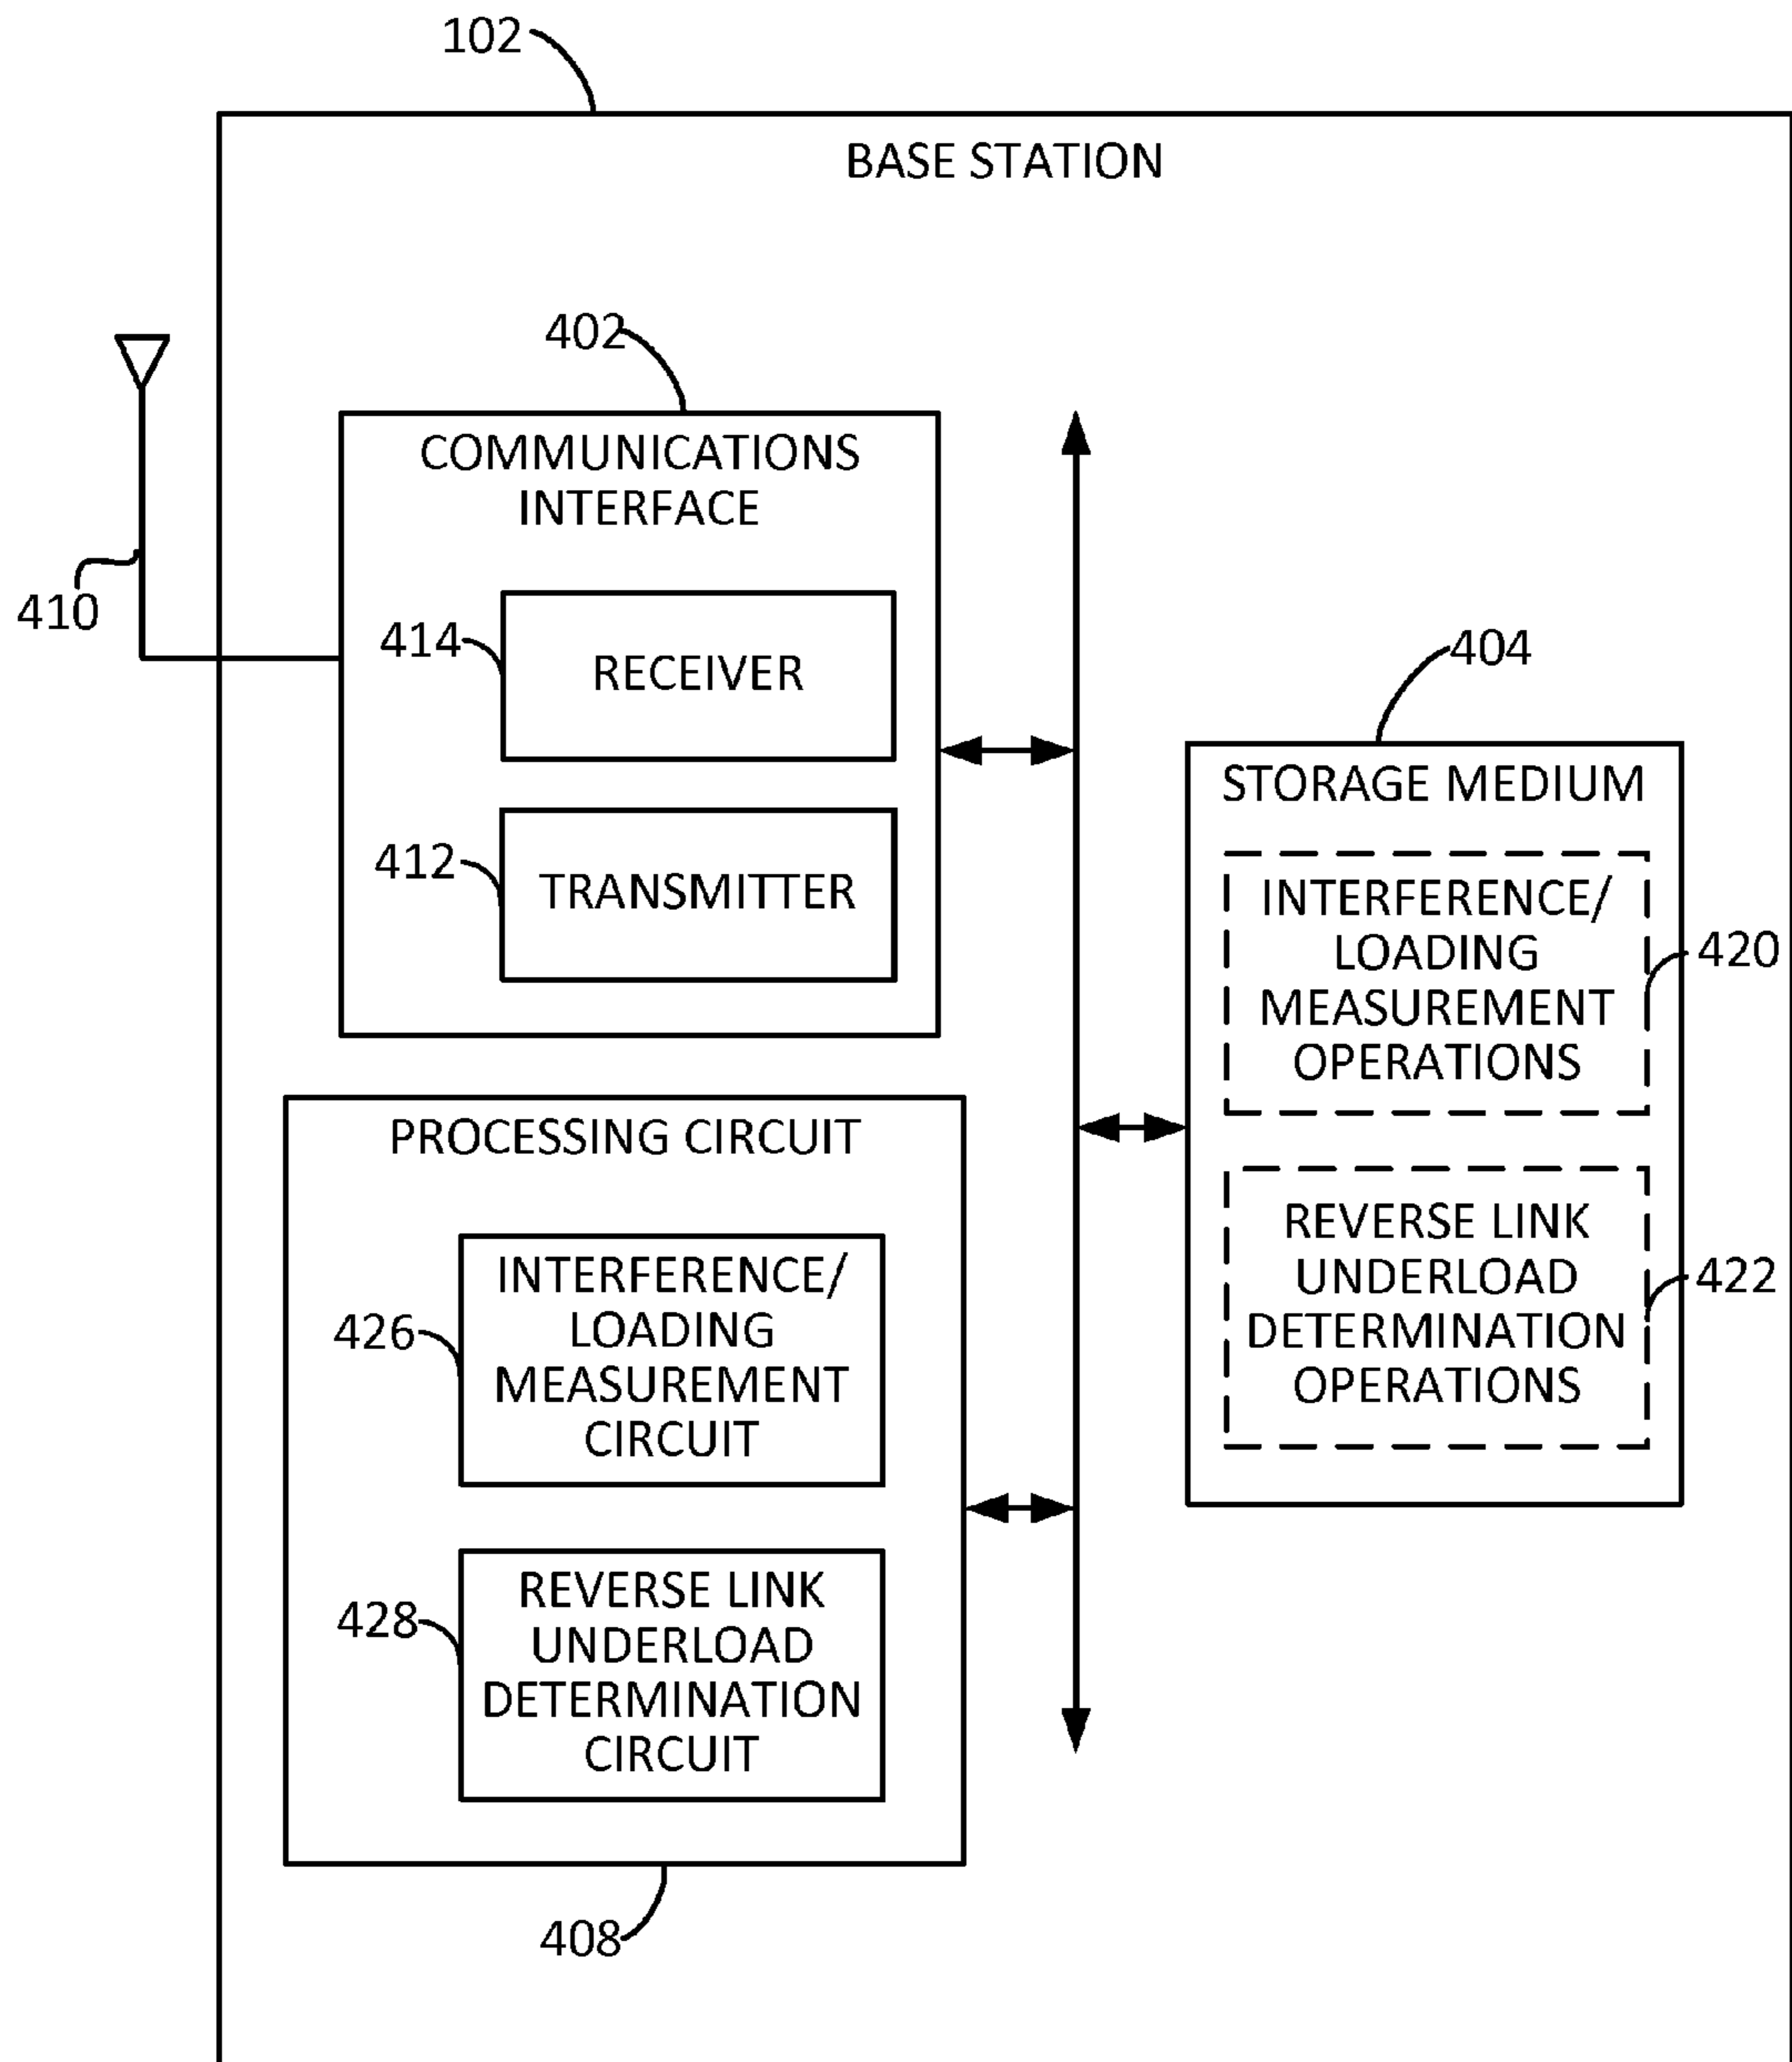 102
BASE STATION
402
COMMUNICATIONS
INTERFACE
410
414
RECEIVER
412
TRANSMITTER
404
STORAGE MEDIUM
INTERFERENCE/
LOADING
MEASUREMENT
OPERATIONS
420
REVERSE LINK
UNDERLOAD
DETERMINATION
OPERATIONS
422
PROCESSING CIRCUIT
426
INTERFERENCE/
LOADING
MEASUREMENT
CIRCUIT
428
REVERSE LINK
UNDERLOAD
DETERMINATION
CIRCUIT
408